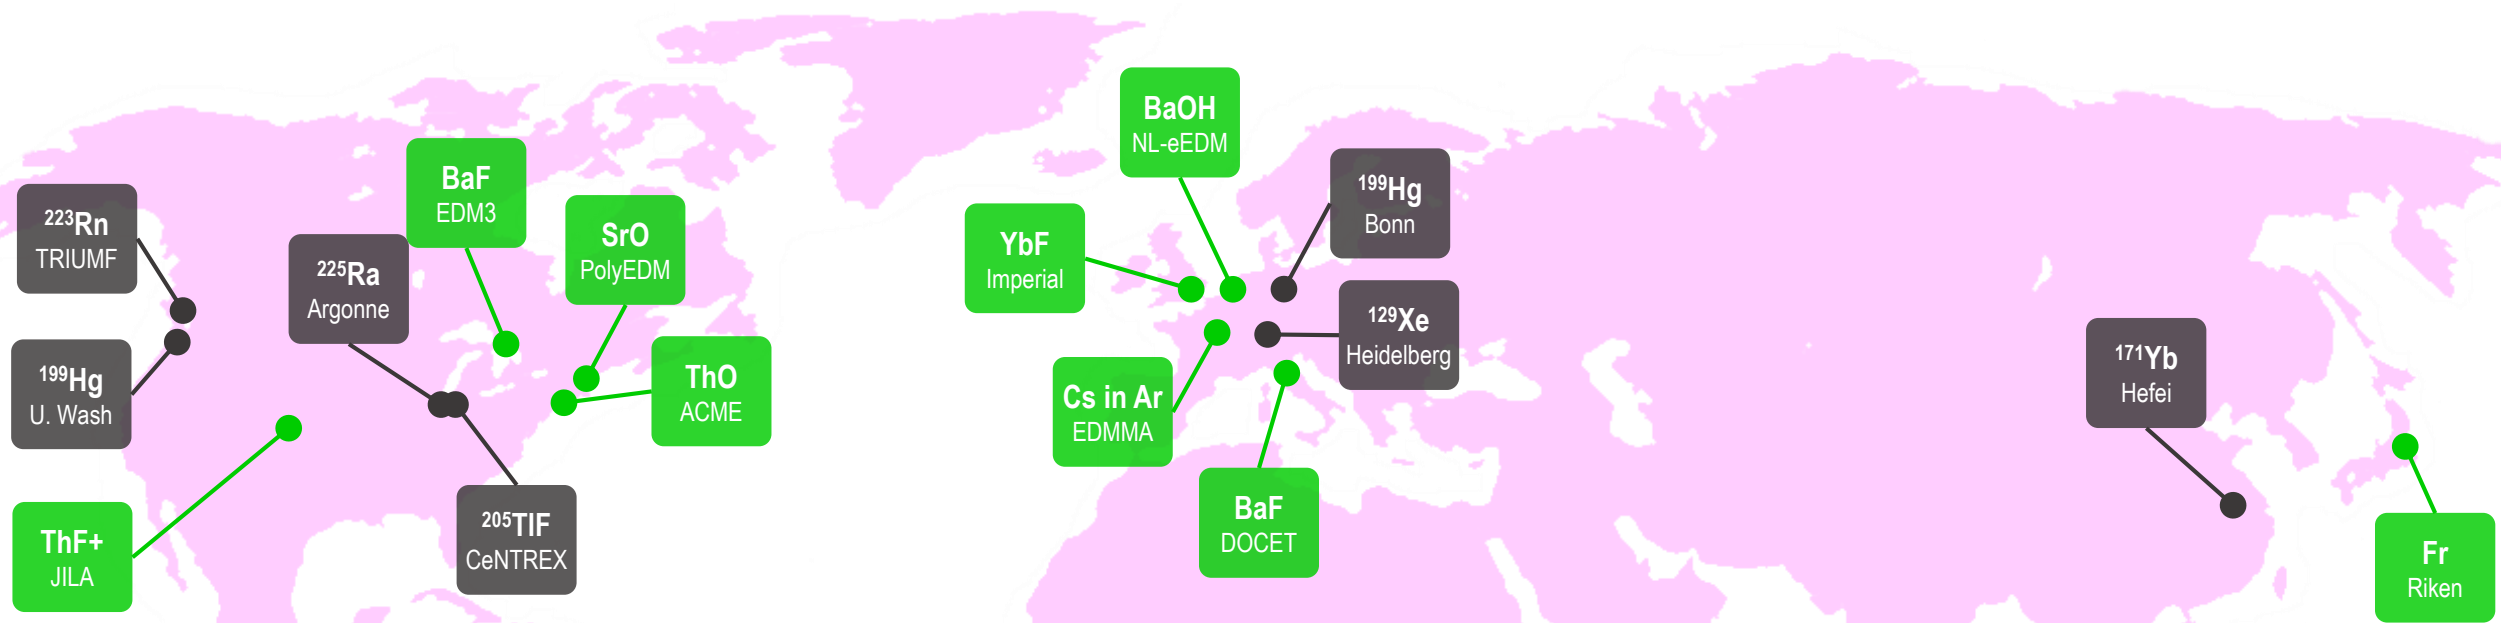 BaOH
NL-eEDM
BaF
EDM3
199Hg
Bonn
223Rn
TRIUMF
SrO
PolyEDM
YbF
Imperial
225Ra
Argonne
129Xe
Heidelberg
171Yb
Hefei
199Hg
U. Wash
ThO
ACME
Cs in Ar
EDMMA
205TlF
CeNTREX
BaF
DOCET
ThF+
JILA
Fr
Riken